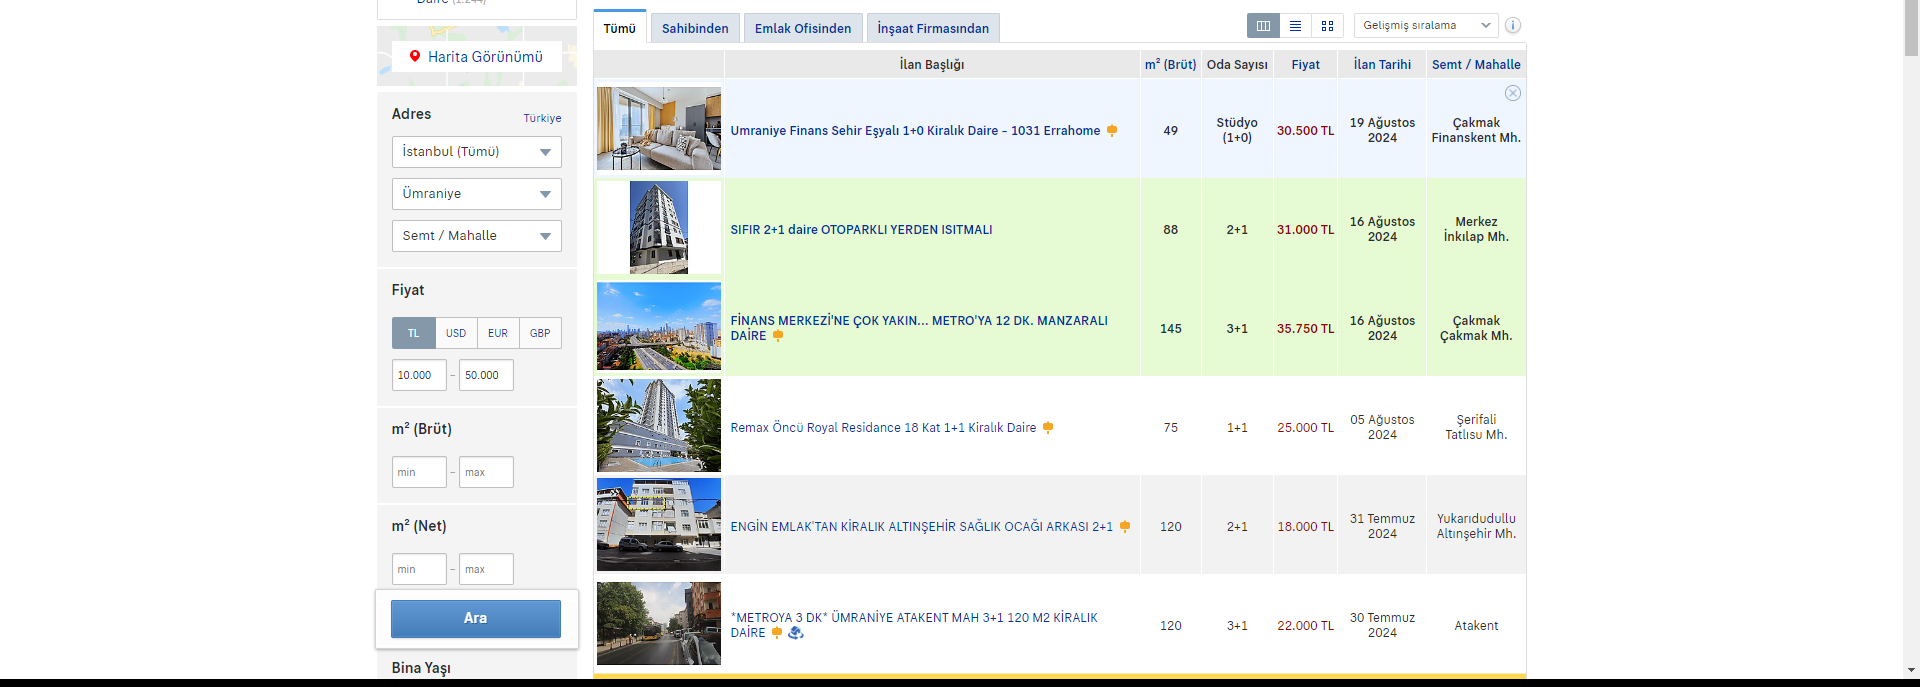 Daire (1.244)
Harita Görünümü
Adres
Türkiye
İstanbul (Tümü)
Ümraniye
Semt / Mahalle
Fiyat
TL USD EUR GBP
10.000 - 50.000
m² (Brüt)
min - max
m² (Net)
min - max
Ara
Bina Yaşı
Tümü Sahibinden Emlak Ofisinden İnşaat Firmasından
Gelişmiş sıralama
İlan Başlığı m² (Brüt) Oda Sayısı Fiyat İlan Tarihi Semt / Mahalle
Umraniye Finans Sehir Eşyalı 1+0 Kiralık Daire - 1031 Errahome
49
Stüdyo
(1+0)
30.500 TL
19 Ağustos
2024
Çakmak
Finanskent Mh.
SIFIR 2+1 daire OTOPARKLI YERDEN ISITMALI
88
2+1
31.000 TL
16 Ağustos
2024
Merkez
İnkılap Mh.
FİNANS MERKEZİ'NE ÇOK YAKIN... METRO'YA 12 DK. MANZARALI
DAİRE
145
3+1
35.750 TL
16 Ağustos
2024
Çakmak
Çakmak Mh.
Remax Öncü Royal Residance 18 Kat 1+1 Kiralık Daire
75
1+1
25.000 TL
05 Ağustos
2024
Şerifali
Tatlısu Mh.
ENGİN EMLAK'TAN KİRALIK ALTINŞEHİR SAĞLIK OCAĞI ARKASI 2+1
120
2+1
18.000 TL
31 Temmuz
2024
Yukarıdudullu
Altınşehir Mh.
*METROYA 3 DK* ÜMRANİYE ATAKENT MAH 3+1 120 M2 KİRALIK
DAİRE
120
3+1
22.000 TL
30 Temmuz
2024
Atakent